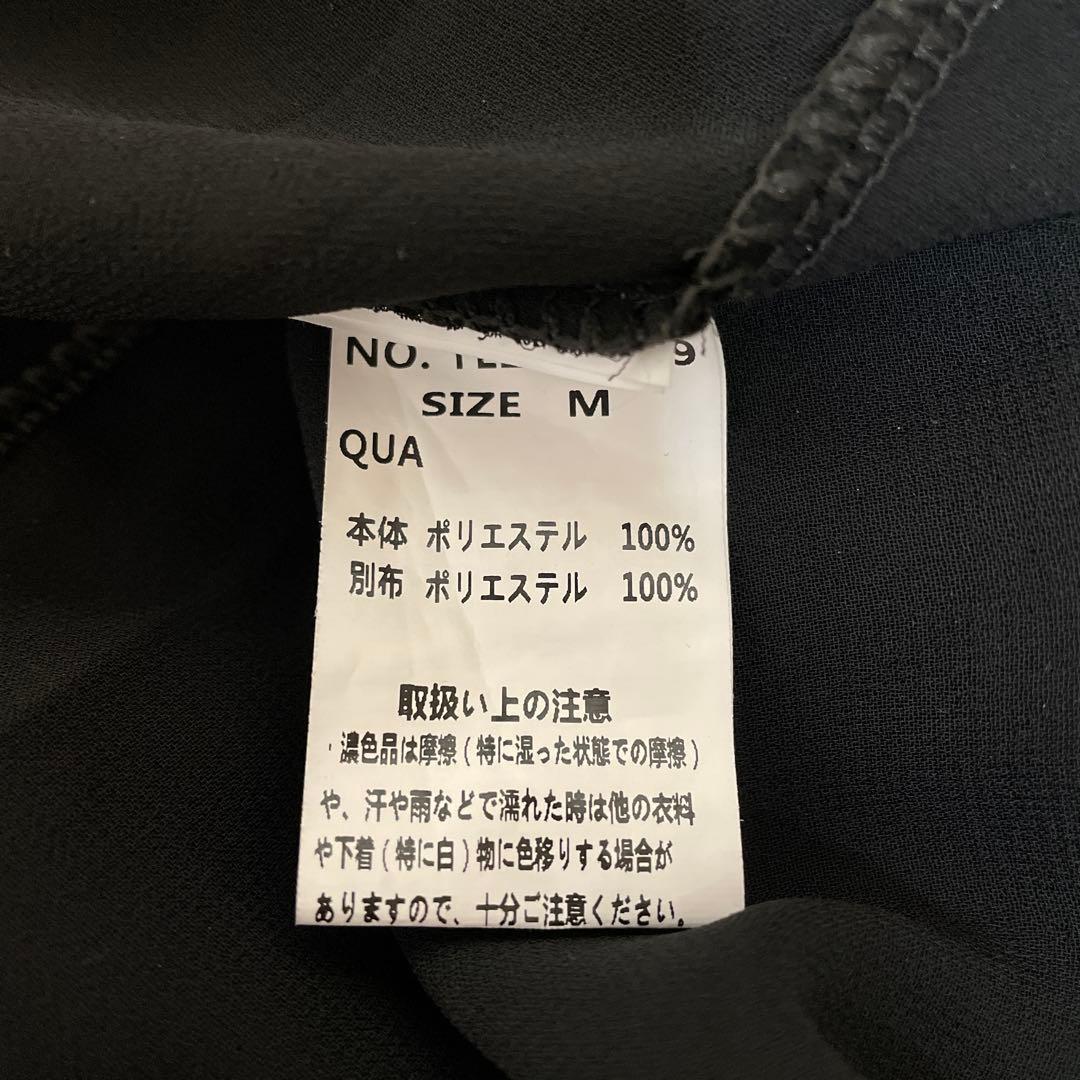 NO.
SIZE M
QUA
本体 ポリエステル 100%
別布 ポリエステル 100%
取扱い上の注意
・濃色品は摩擦(特に湿った状態での摩擦)
や、汗や雨などで濡れた時は他の衣料
や下着(特に白)物に色移りする場合が
ありますので、十分ご注意ください。